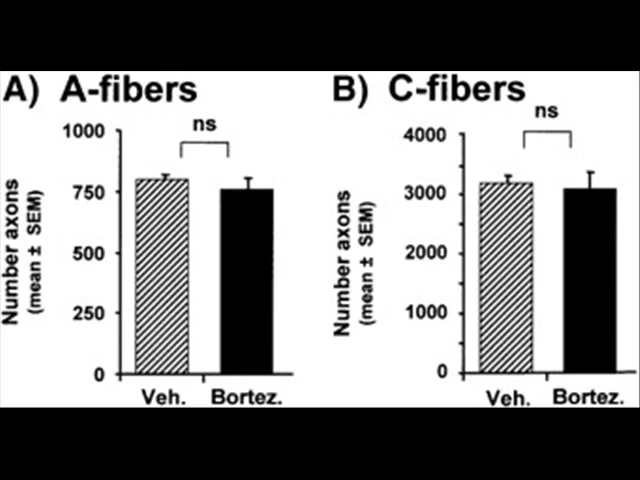 A) A-fibers
ns
1000
750
500
250
0
Number axons
(mean ± SEM)
Veh. Bortez.
B) C-fibers
ns
4000
3000
2000
1000
0
Number axons
(mean ± SEM)
Veh. Bortez.